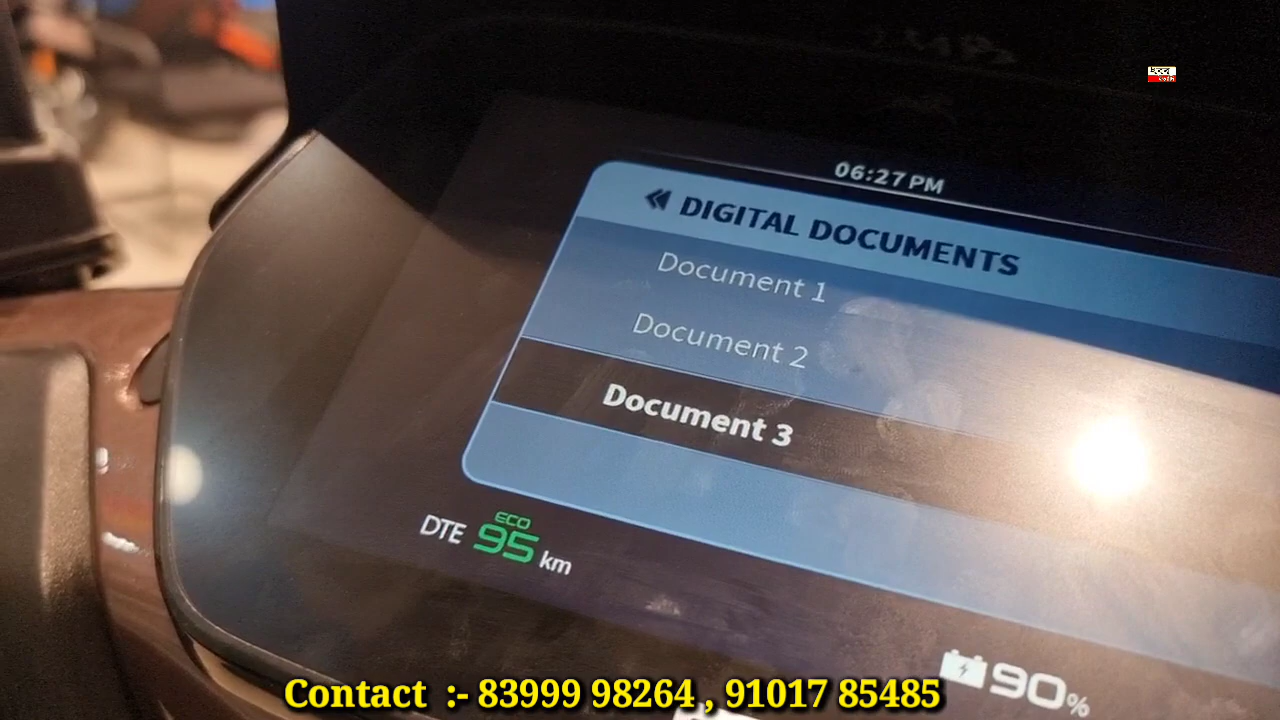 06:27 PM
DIGITAL DOCUMENTS
Document 1
Document 2
Document 3
DTE ECO 95 km
90%
Contact :- 83999 98264 , 91017 85485